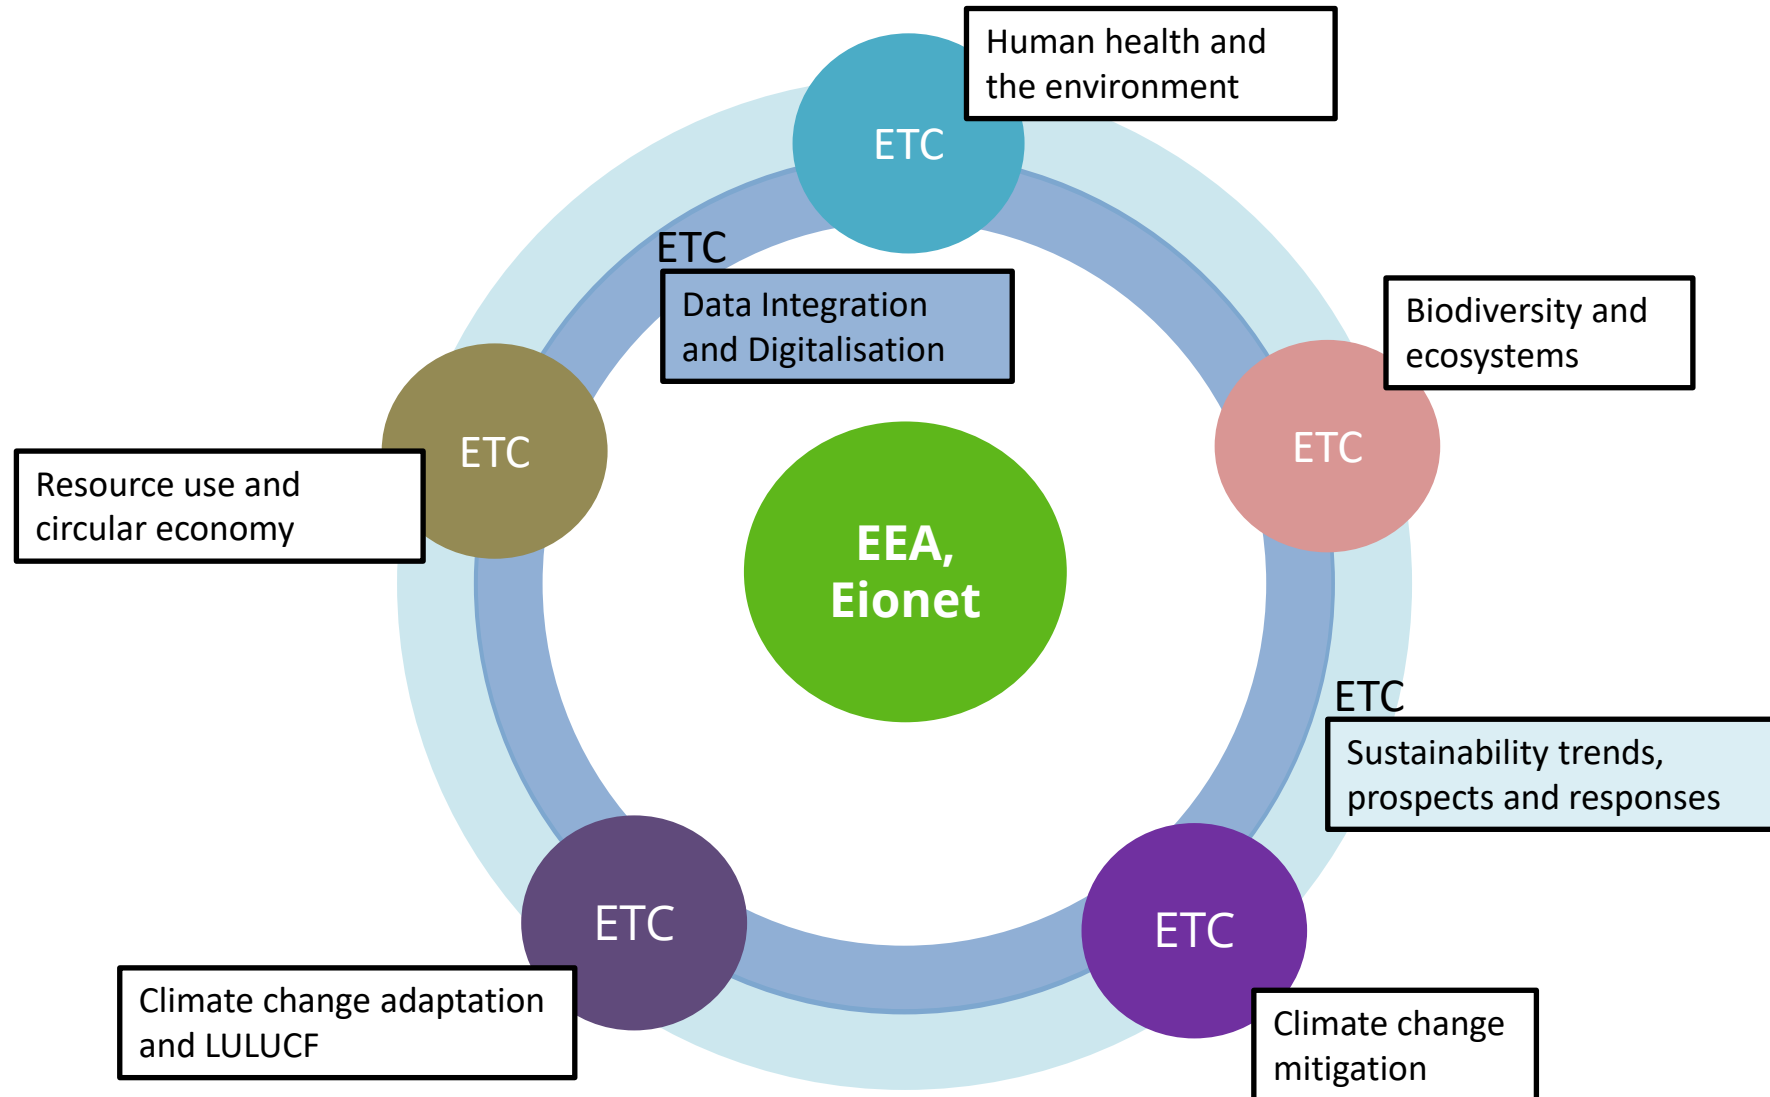 Human health and
the environment
ETC
ETC
Data Integration
and Digitalisation
Biodiversity and
ecosystems
ETC
ETC
Resource use and
circular economy
EEA,
Eionet
ETC
Sustainability trends,
prospects and responses
ETC
ETC
Climate change adaptation
and LULUCF
Climate change
mitigation